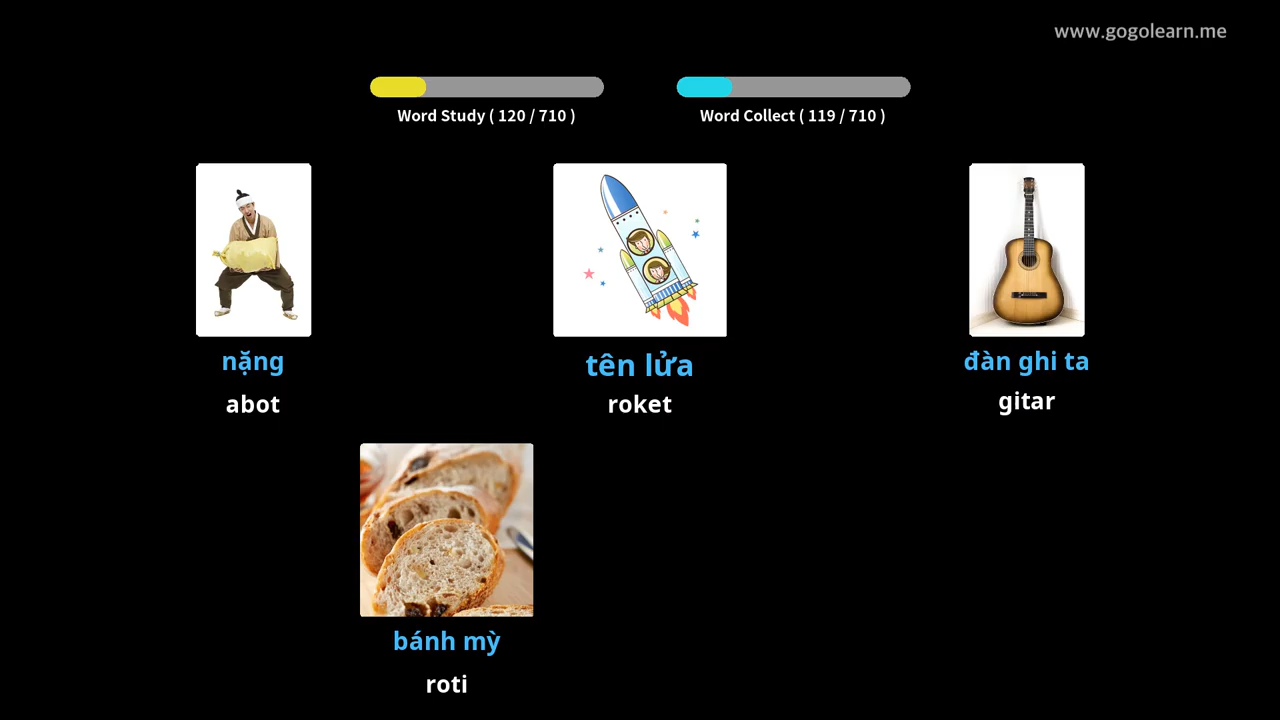 www.gogolearn.me
Word Study ( 120 / 710 )
Word Collect ( 119 / 710 )
nặng
abot
tên lửa
roket
đàn ghi ta
gitar
bánh mỳ
roti